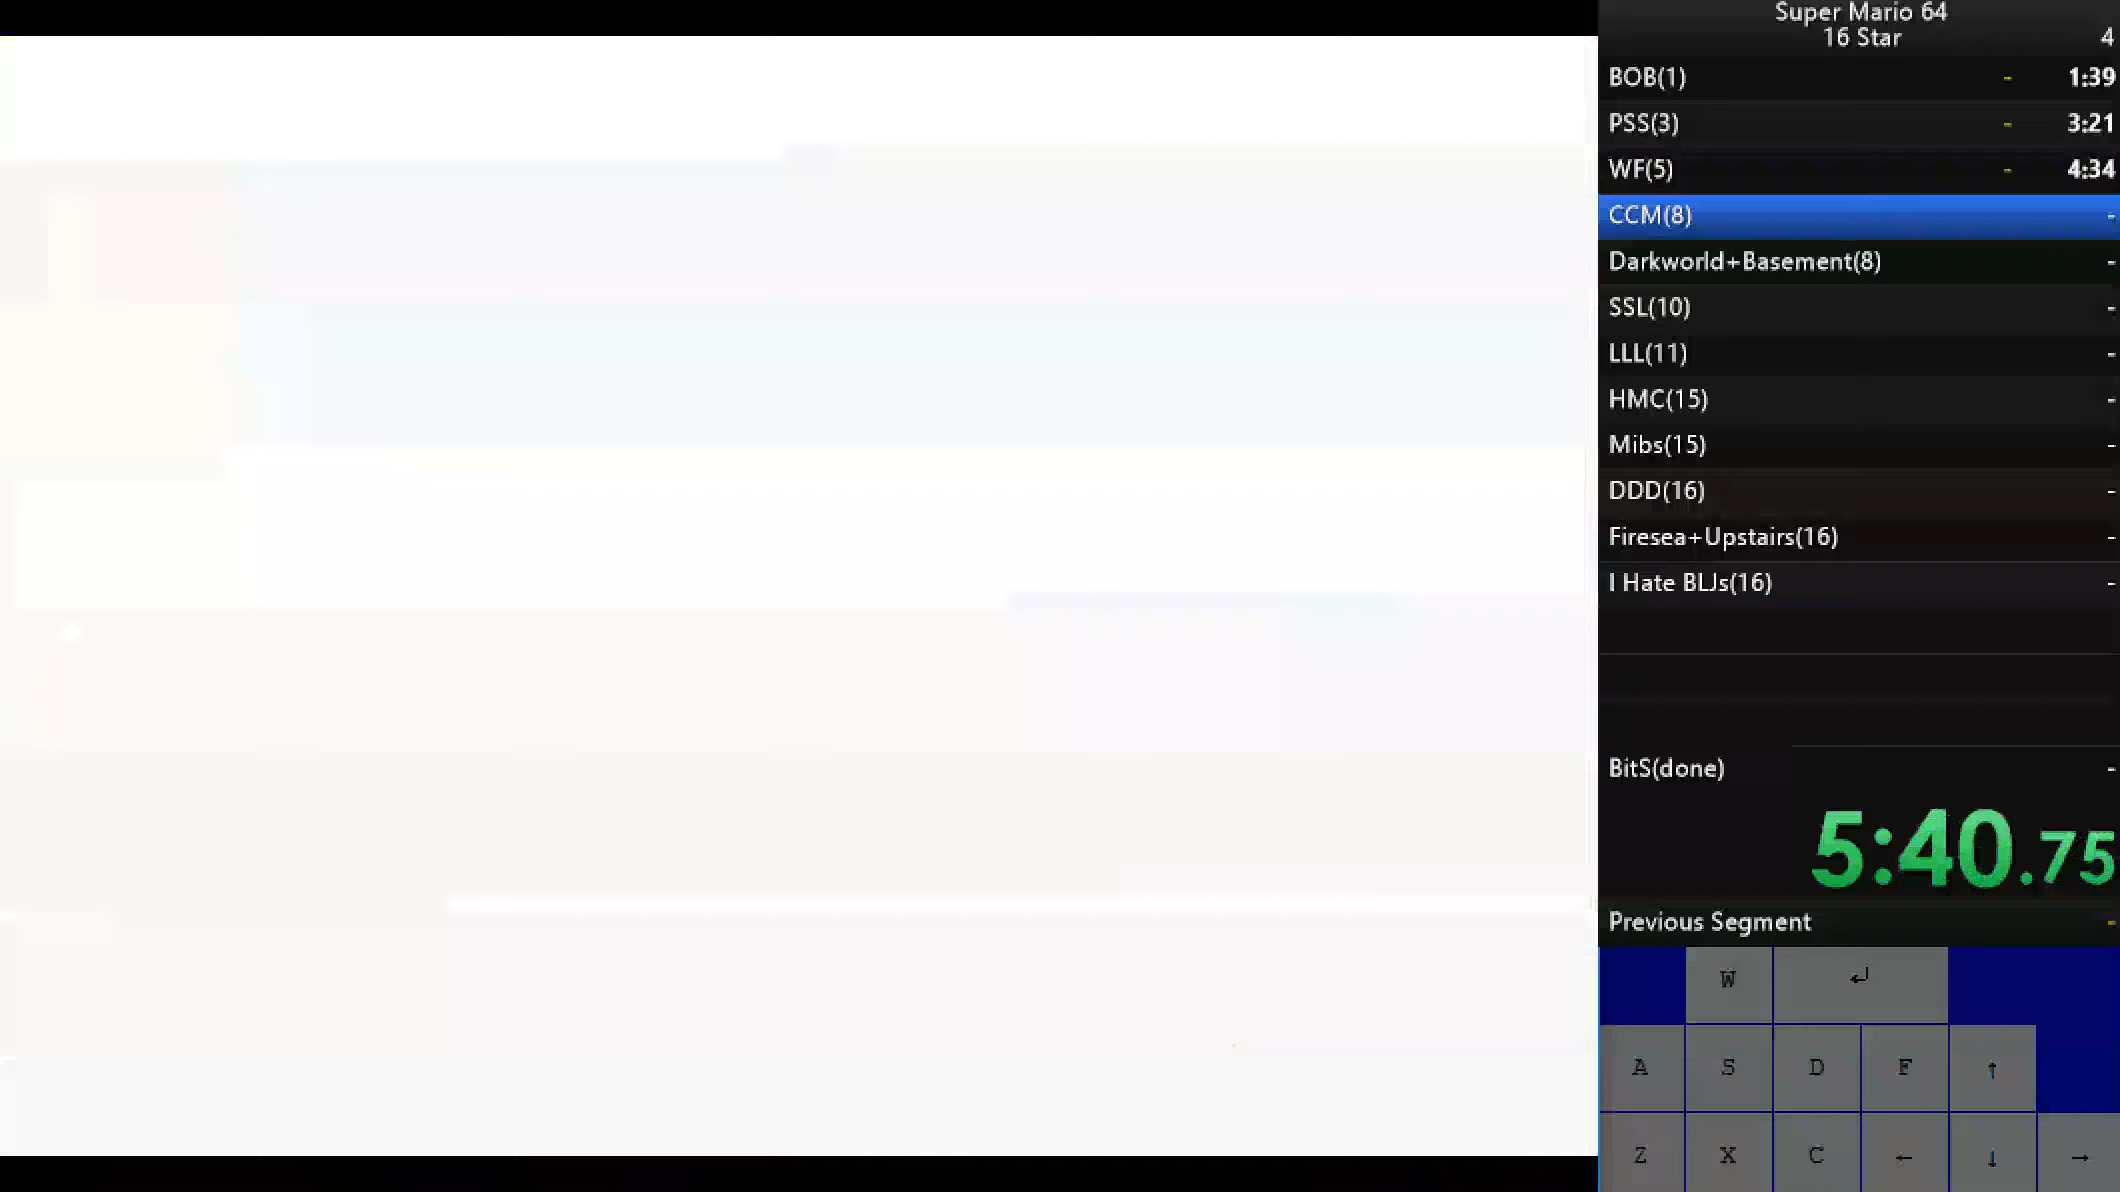 Super Mario 64
16 Star 4
BOB(1) - 1:39
PSS(3) - 3:21
WF(5) - 4:34
CCM(8) -
Darkworld+Basement(8) -
SSL(10) -
LLL(11) -
HMC(15) -
Mibs(15) -
DDD(16) -
Firesea+Upstairs(16) -
I Hate BLJs(16) -
BitS(done) -
5:40.75
Previous Segment -
W ↵
A S D F ↑
Z X C ← ↓ →